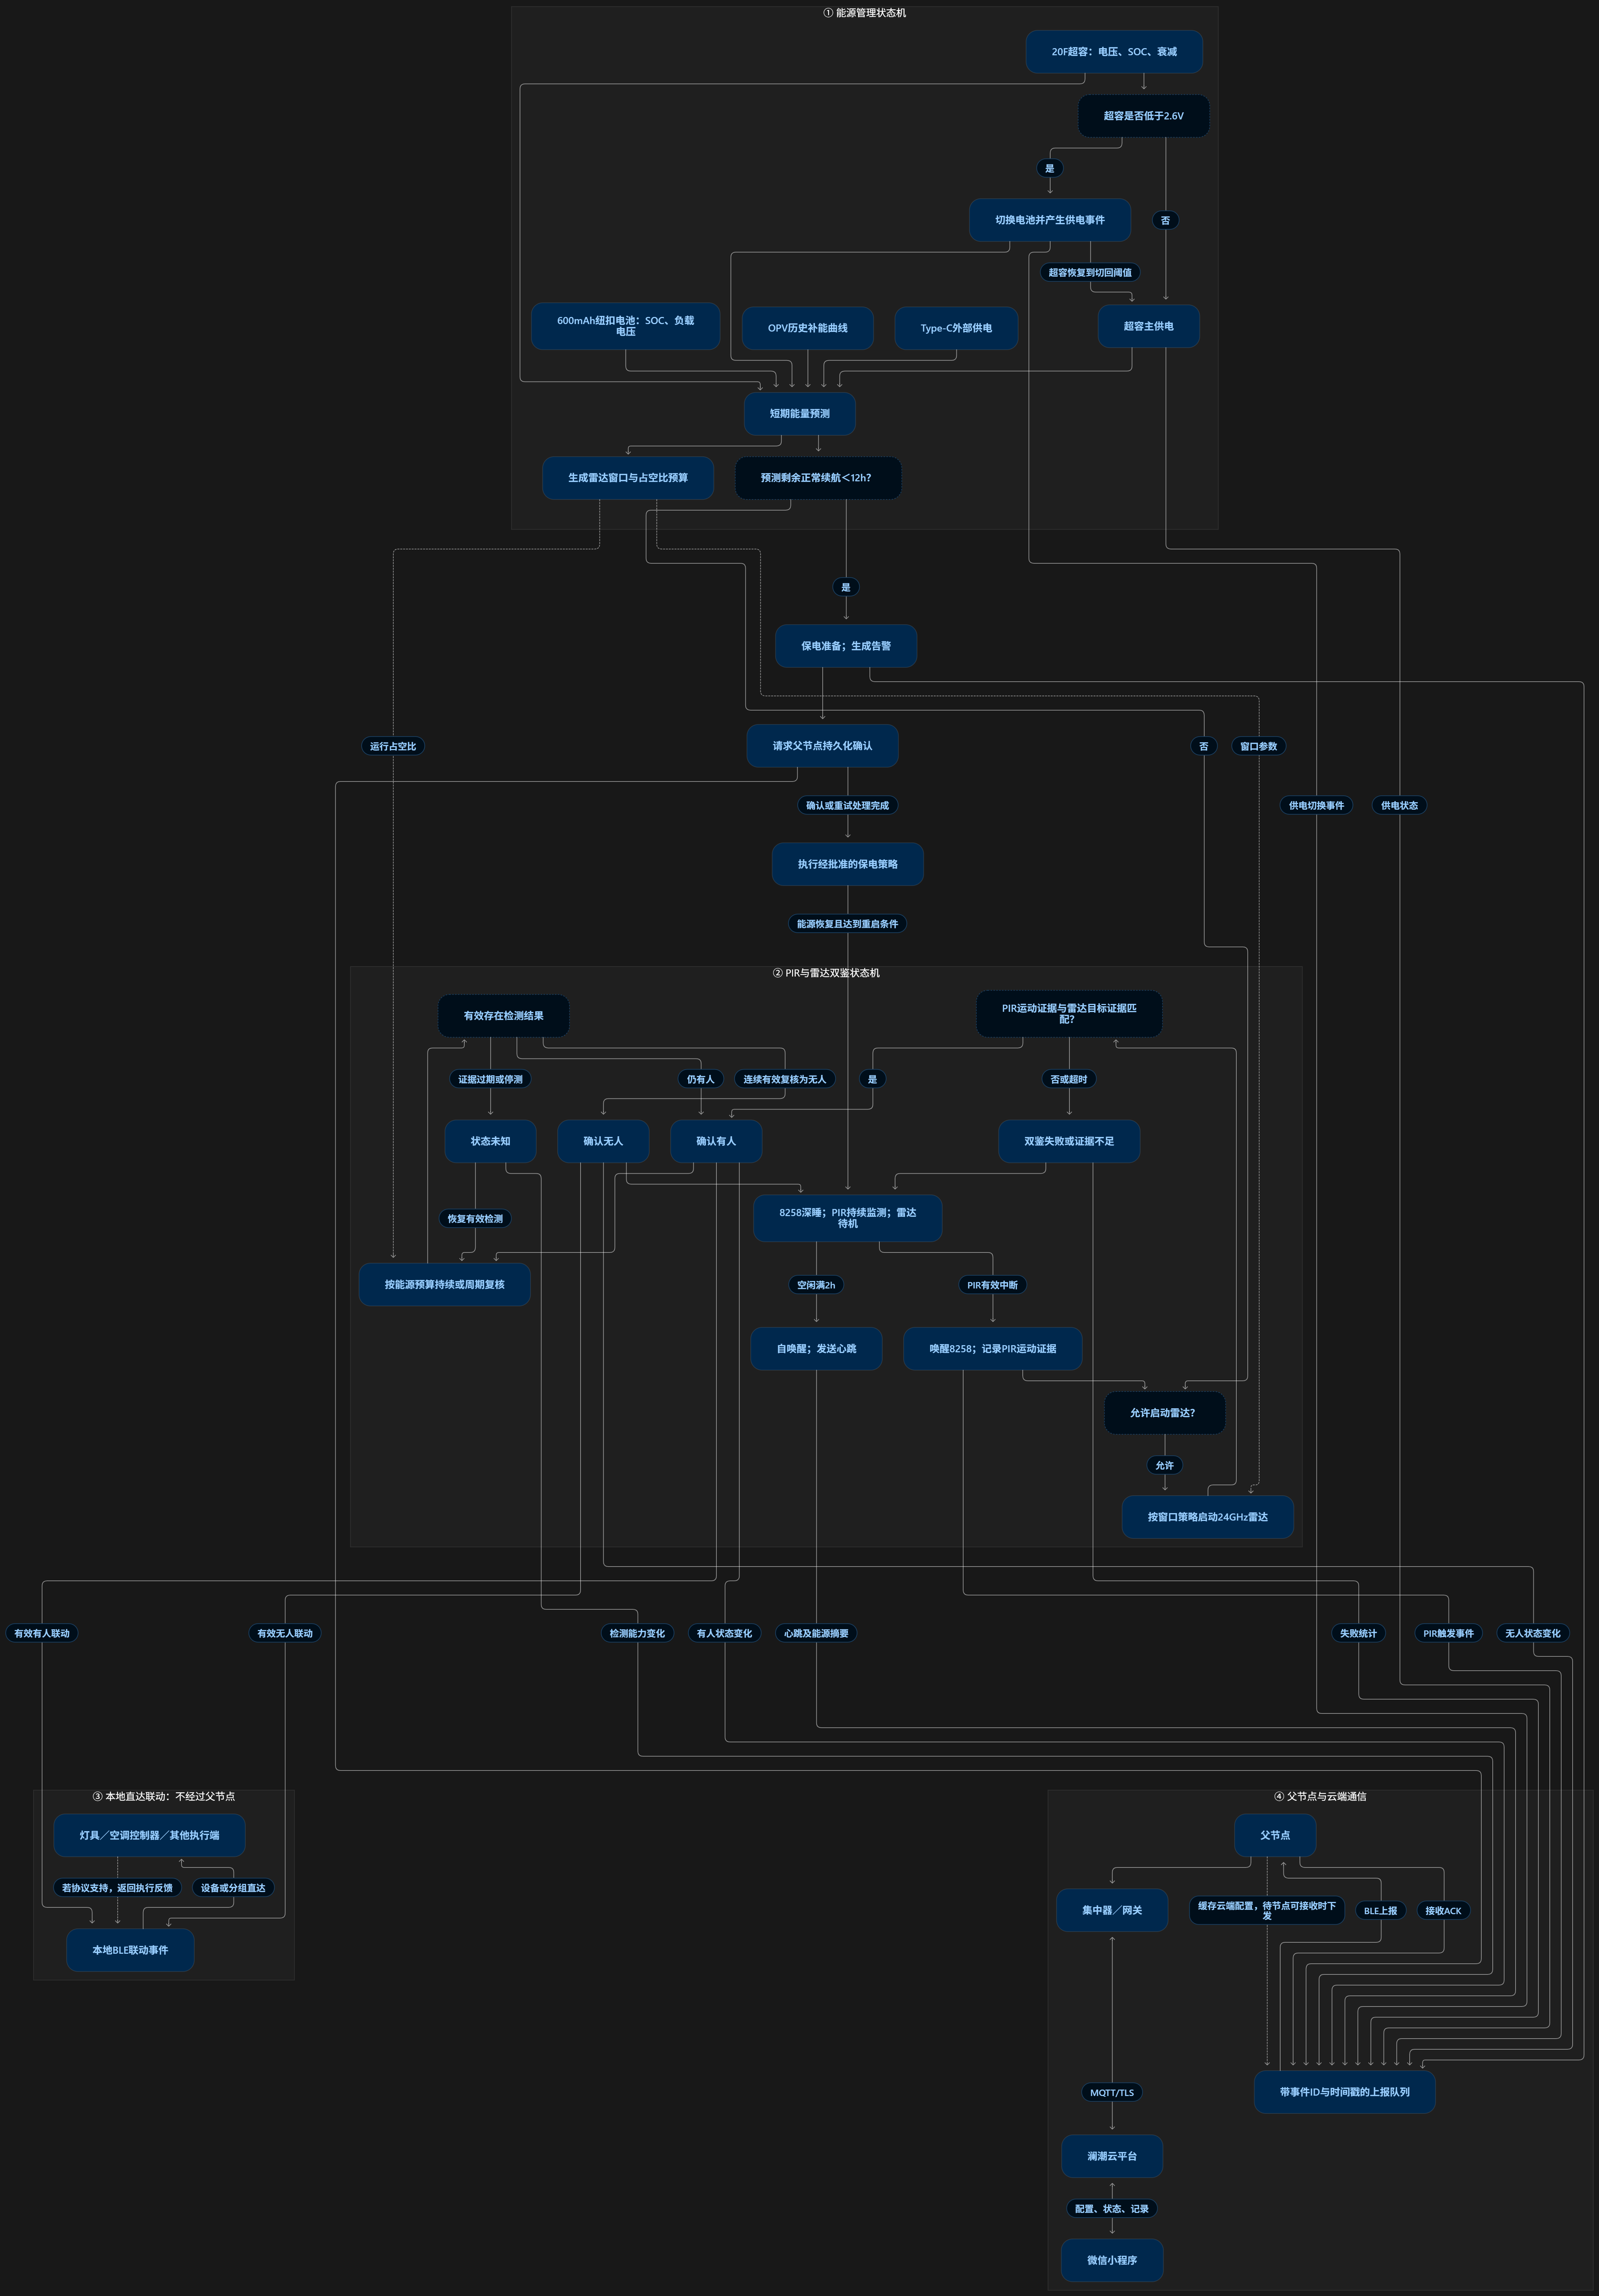 ① 能源管理状态机
20F超容：电压、SOC、衰减
超容是否低于2.6V
是
切换电池并产生供电事件
否
超容恢复到切回阈值
600mAh纽扣电池：SOC、负载
电压
OPV历史补能曲线
Type-C外部供电
超容主供电
短期能量预测
生成雷达窗口与占空比预算
预测剩余正常续航＜12h？
是
保电准备；生成告警
运行占空比
请求父节点持久化确认
否
窗口参数
确认或重试处理完成
供电切换事件
供电状态
执行经批准的保电策略
能源恢复且达到重启条件
② PIR与雷达双鉴状态机
有效存在检测结果
PIR运动证据与雷达目标证据匹
配？
证据过期或停测
仍有人
连续有效复核为无人
是
否或超时
状态未知
确认无人
确认有人
双鉴失败或证据不足
恢复有效检测
8258深睡；PIR持续监测；雷达
待机
按能源预算持续或周期复核
空闲满2h
PIR有效中断
自唤醒；发送心跳
唤醒8258；记录PIR运动证据
允许启动雷达？
允许
按窗口策略启动24GHz雷达
有效有人联动
有效无人联动
检测能力变化
有人状态变化
心跳及能源摘要
失败统计
PIR触发事件
无人状态变化
③ 本地直达联动：不经过父节点
灯具／空调控制器／其他执行端
若协议支持，返回执行反馈
设备或分组直达
本地BLE联动事件
④ 父节点与云端通信
父节点
集中器／网关
缓存云端配置，待节点可接收时下
发
BLE上报
接收ACK
MQTT/TLS
带事件ID与时间戳的上报队列
澜潮云平台
配置、状态、记录
微信小程序